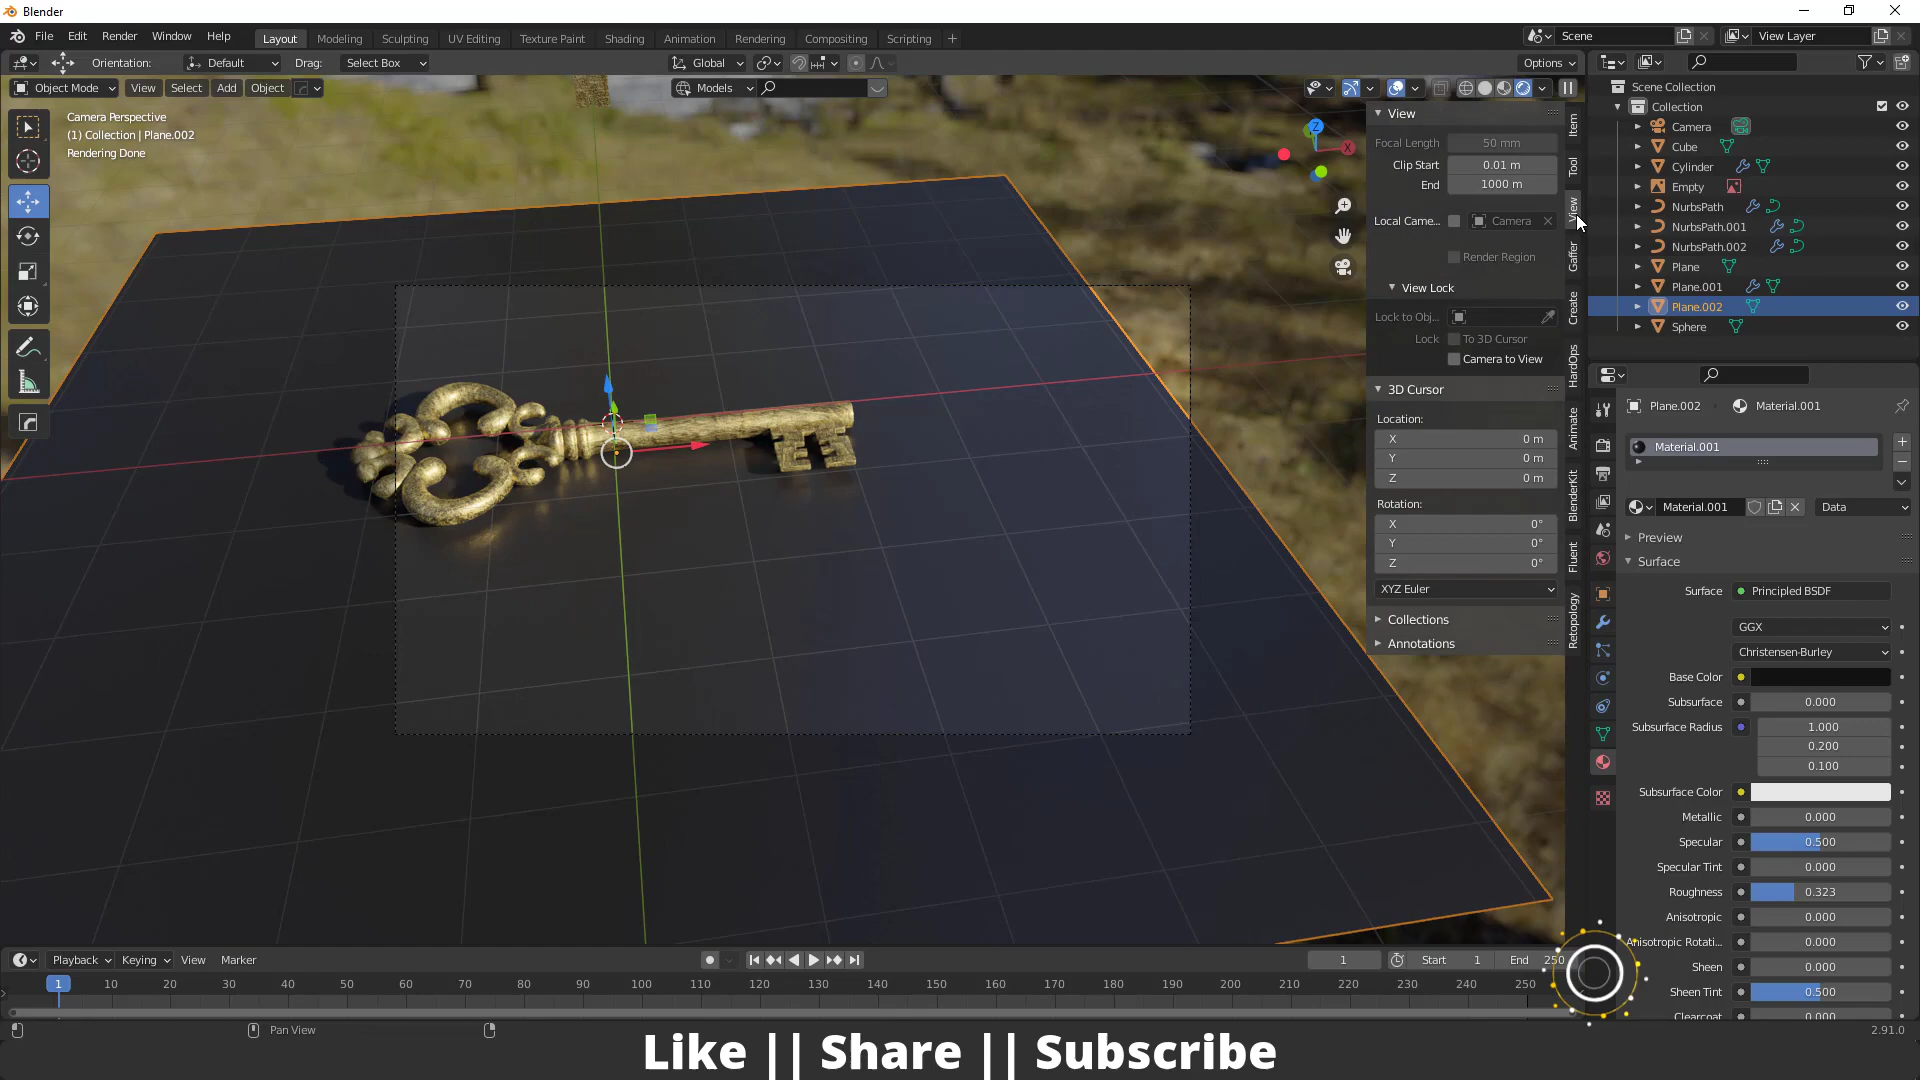 Blender
File Edit Render Window Help
Layout Modeling Sculpting UV Editing Texture Paint Shading Animation Rendering Compositing Scripting +
Scene
View Layer
Orientation: Default Drag: Select Box
Global
Options
Object Mode View Select Add Object
Models
Camera Perspective
(1) Collection | Plane.002
Rendering Done
Z
X
View
Focal Length 50 mm
Clip Start 0.01 m
End 1000 m
Local Came... Camera
Render Region
View Lock
Lock to Obj...
Lock To 3D Cursor
Camera to View
3D Cursor
Location:
X 0 m
Y 0 m
Z 0 m
Rotation:
X 0°
Y 0°
Z 0°
XYZ Euler
Collections
Annotations
Item
Tool
View
Gaffer
Create
HardOps
Animate
BlenderKit
Fluent
Retopology
Scene Collection
Collection
Camera
Cube
Cylinder
Empty
NurbsPath
NurbsPath.001
NurbsPath.002
Plane
Plane.001
Plane.002
Sphere
Plane.002 Material.001
Material.001
Material.001 Data
Preview
Surface
Surface Principled BSDF
GGX
Christensen-Burley
Base Color
Subsurface 0.000
Subsurface Radius 1.000
0.200
0.100
Subsurface Color
Metallic 0.000
Specular 0.500
Specular Tint 0.000
Roughness 0.323
Anisotropic 0.000
Anisotropic Rotati... 0.000
Sheen 0.000
Sheen Tint 0.500
Clearcoat 0.000
Playback Keying View Marker
1 Start 1 End 250
1 10 20 30 40 50 60 70 80 90 100 110 120 130 140 150 160 170 180 190 200 210 220 230 240 250
Pan View
2.91.0
Like || Share || Subscribe